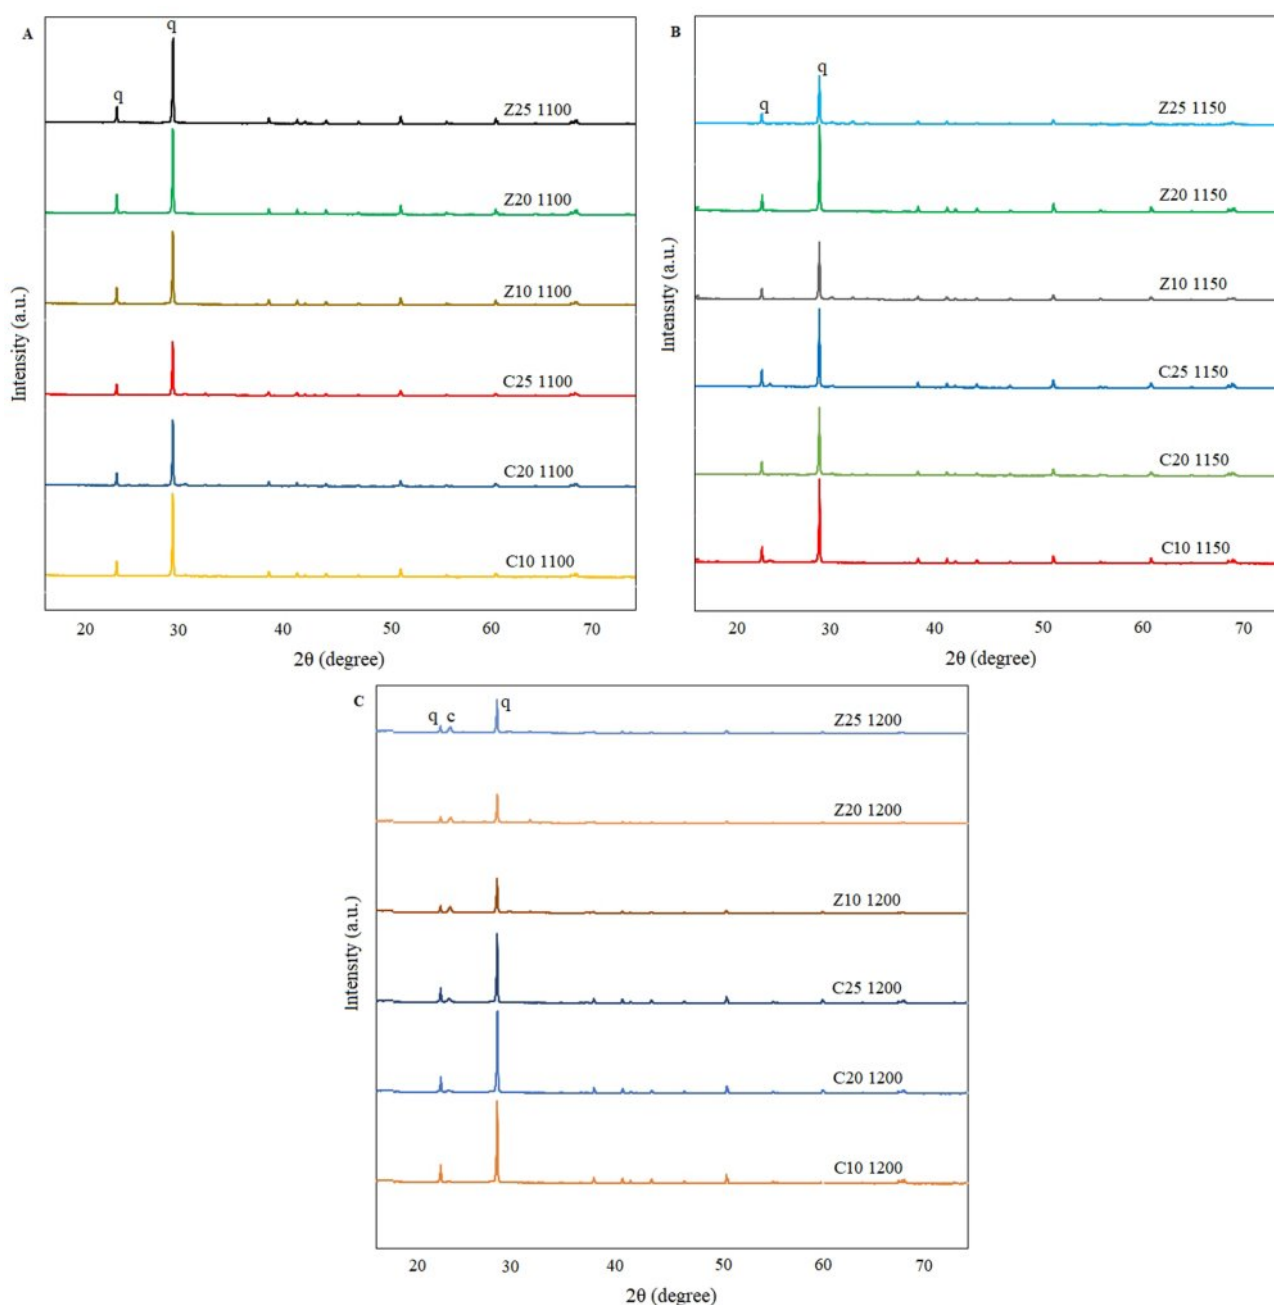 A
q
q
Z25 1100
Z20 1100
Z10 1100
C25 1100
C20 1100
C10 1100
Intensity (a.u.)
20 30 40 50 60 70
2θ (degree)
B
q
q
Z25 1150
Z20 1150
Z10 1150
C25 1150
C20 1150
C10 1150
Intensity (a.u.)
20 30 40 50 60 70
2θ (degree)
C
q c q
Z25 1200
Z20 1200
Z10 1200
C25 1200
C20 1200
C10 1200
Intensity (a.u.)
20 30 40 50 60 70
2θ (degree)